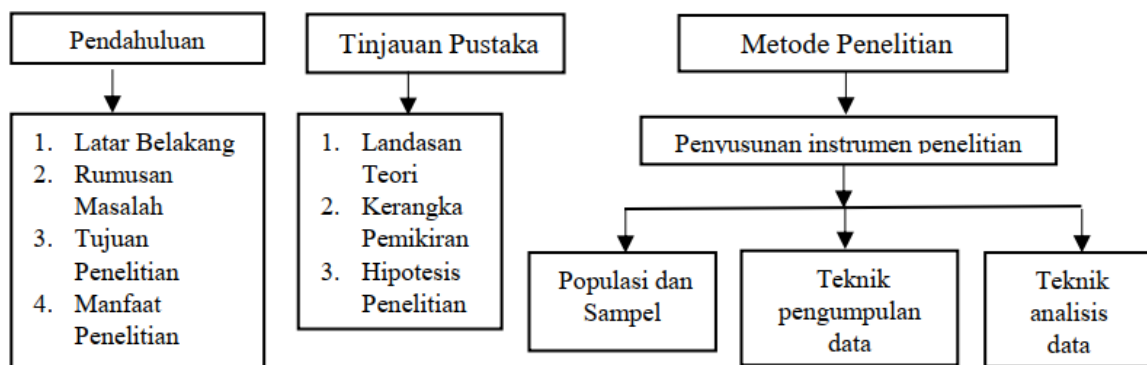 Pendahuluan
1. Latar Belakang
2. Rumusan
Masalah
3. Tujuan
Penelitian
4. Manfaat
Penelitian
Tinjauan Pustaka
1. Landasan
Teori
2. Kerangka
Pemikiran
3. Hipotesis
Penelitian
Metode Penelitian
Penyusunan instrumen penelitian
Populasi dan
Sampel
Teknik
pengumpulan
data
Teknik
analisis
data